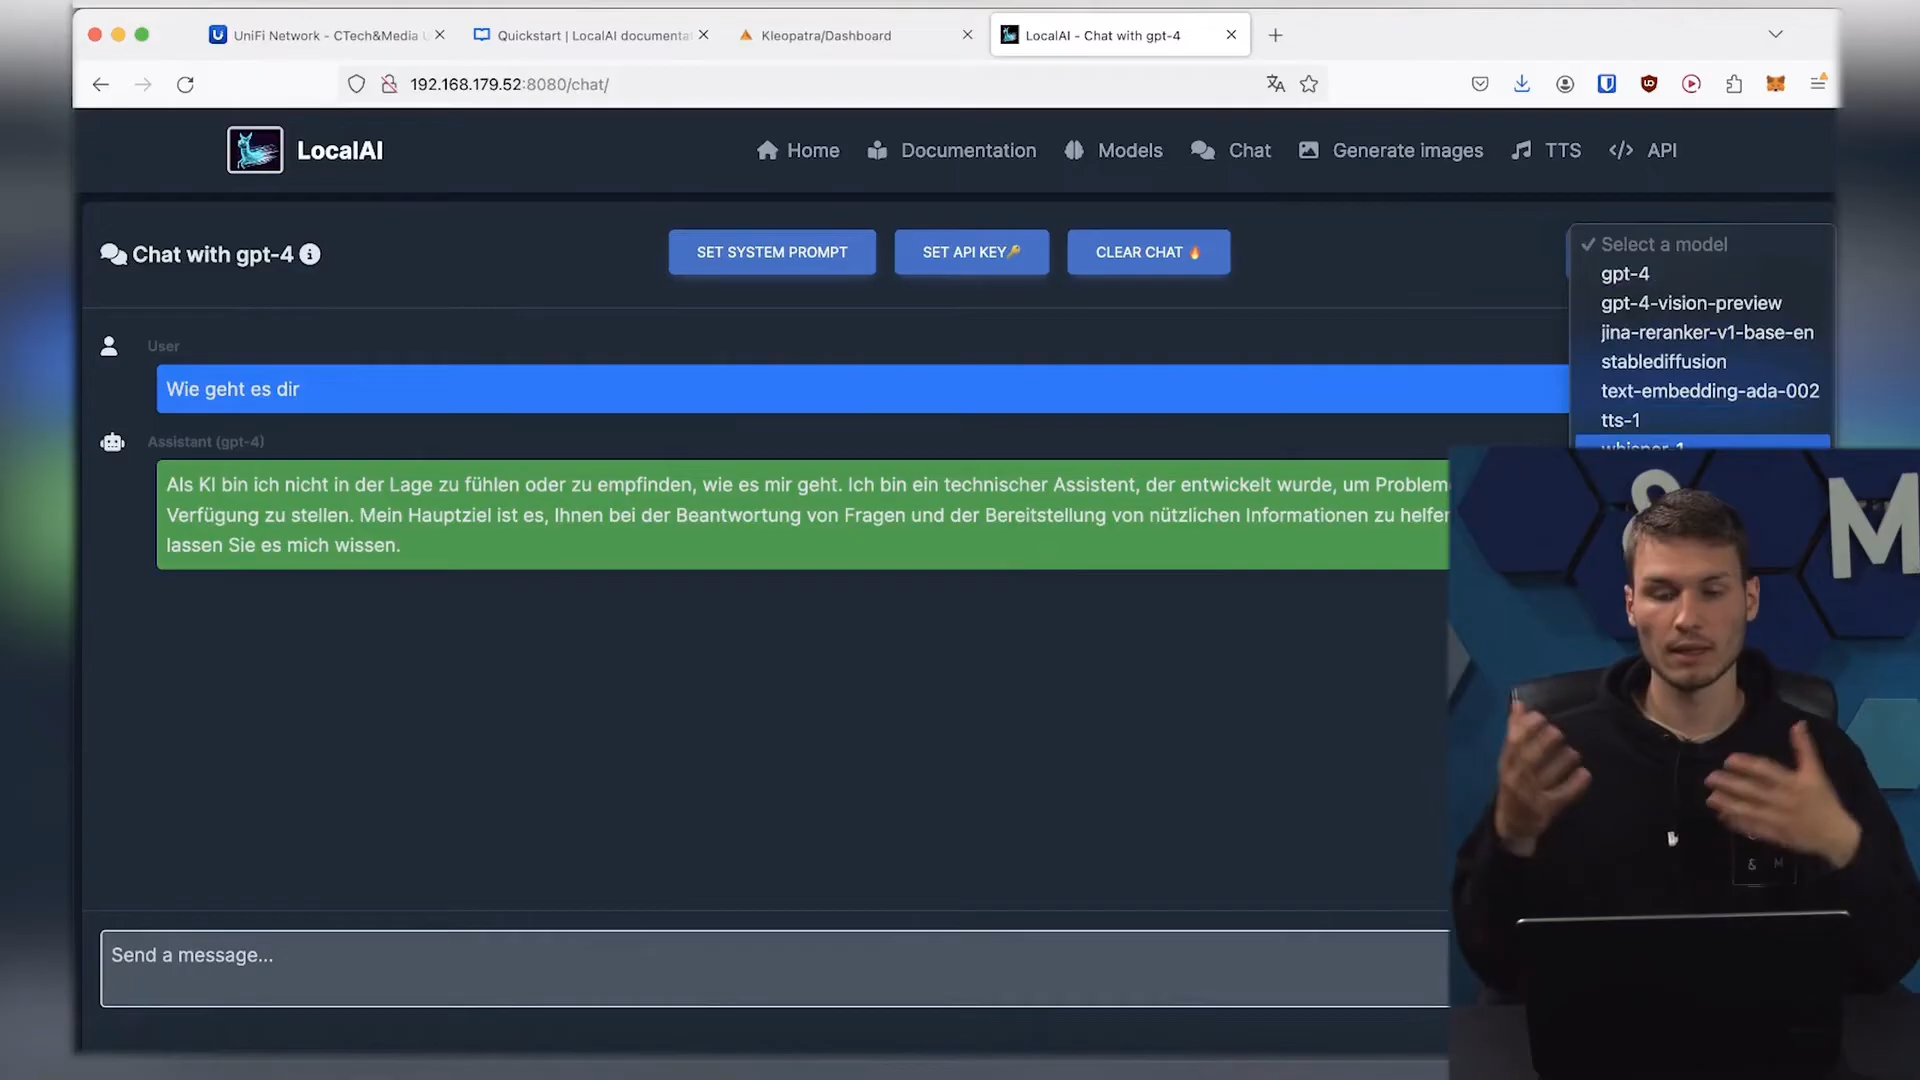 UniFi Network - CTech&Media
Quickstart | LocalAI documenta
Kleopatra/Dashboard
LocalAI - Chat with gpt-4
192.168.179.52:8080/chat/
LocalAI
Home
Documentation
Models
Chat
Generate images
TTS
API
Chat with gpt-4
SET SYSTEM PROMPT
SET API KEY🔑
CLEAR CHAT 🔥
✓ Select a model
gpt-4
gpt-4-vision-preview
jina-reranker-v1-base-en
stablediffusion
text-embedding-ada-002
tts-1
whisper-1
User
Wie geht es dir
Assistant (gpt-4)
Als KI bin ich nicht in der Lage zu fühlen oder zu empfinden, wie es mir geht. Ich bin ein technischer Assistent, der entwickelt wurde, um Probleme
Verfügung zu stellen. Mein Hauptziel ist es, Ihnen bei der Beantwortung von Fragen und der Bereitstellung von nützlichen Informationen zu helfen
lassen Sie es mich wissen.
& M
& M
Send a message...